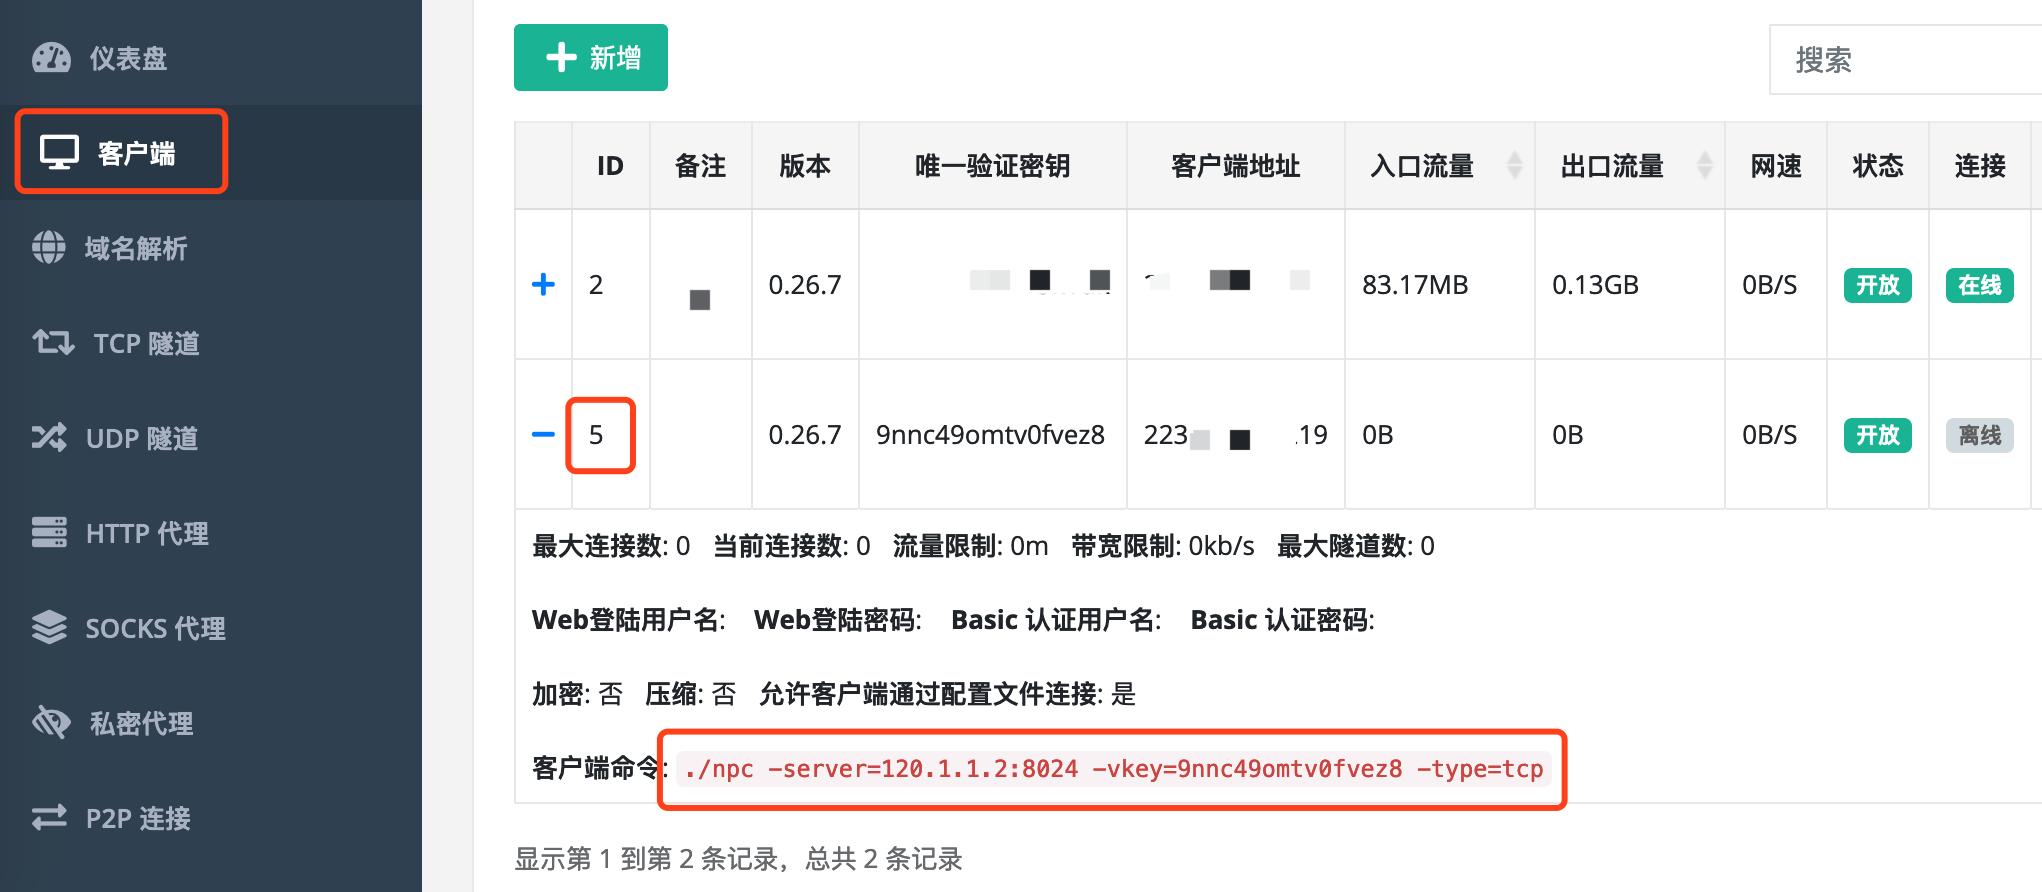 仪表盘
客户端
域名解析
TCP 隧道
UDP 隧道
HTTP 代理
SOCKS 代理
私密代理
P2P 连接
新增
搜索
ID 备注 版本 唯一验证密钥 客户端地址 入口流量 出口流量 网速 状态 连接
2 0.26.7 83.17MB 0.13GB 0B/S 开放 在线
5 0.26.7 9nnc49omtv0fvez8 223 .19 0B 0B 0B/S 开放 离线
最大连接数: 0 当前连接数: 0 流量限制: 0m 带宽限制: 0kb/s 最大隧道数: 0
Web登陆用户名: Web登陆密码: Basic 认证用户名: Basic 认证密码:
加密: 否 压缩: 否 允许客户端通过配置文件连接: 是
客户端命令: ./npc -server=120.1.1.2:8024 -vkey=9nnc49omtv0fvez8 -type=tcp
显示第 1 到第 2 条记录，总共 2 条记录